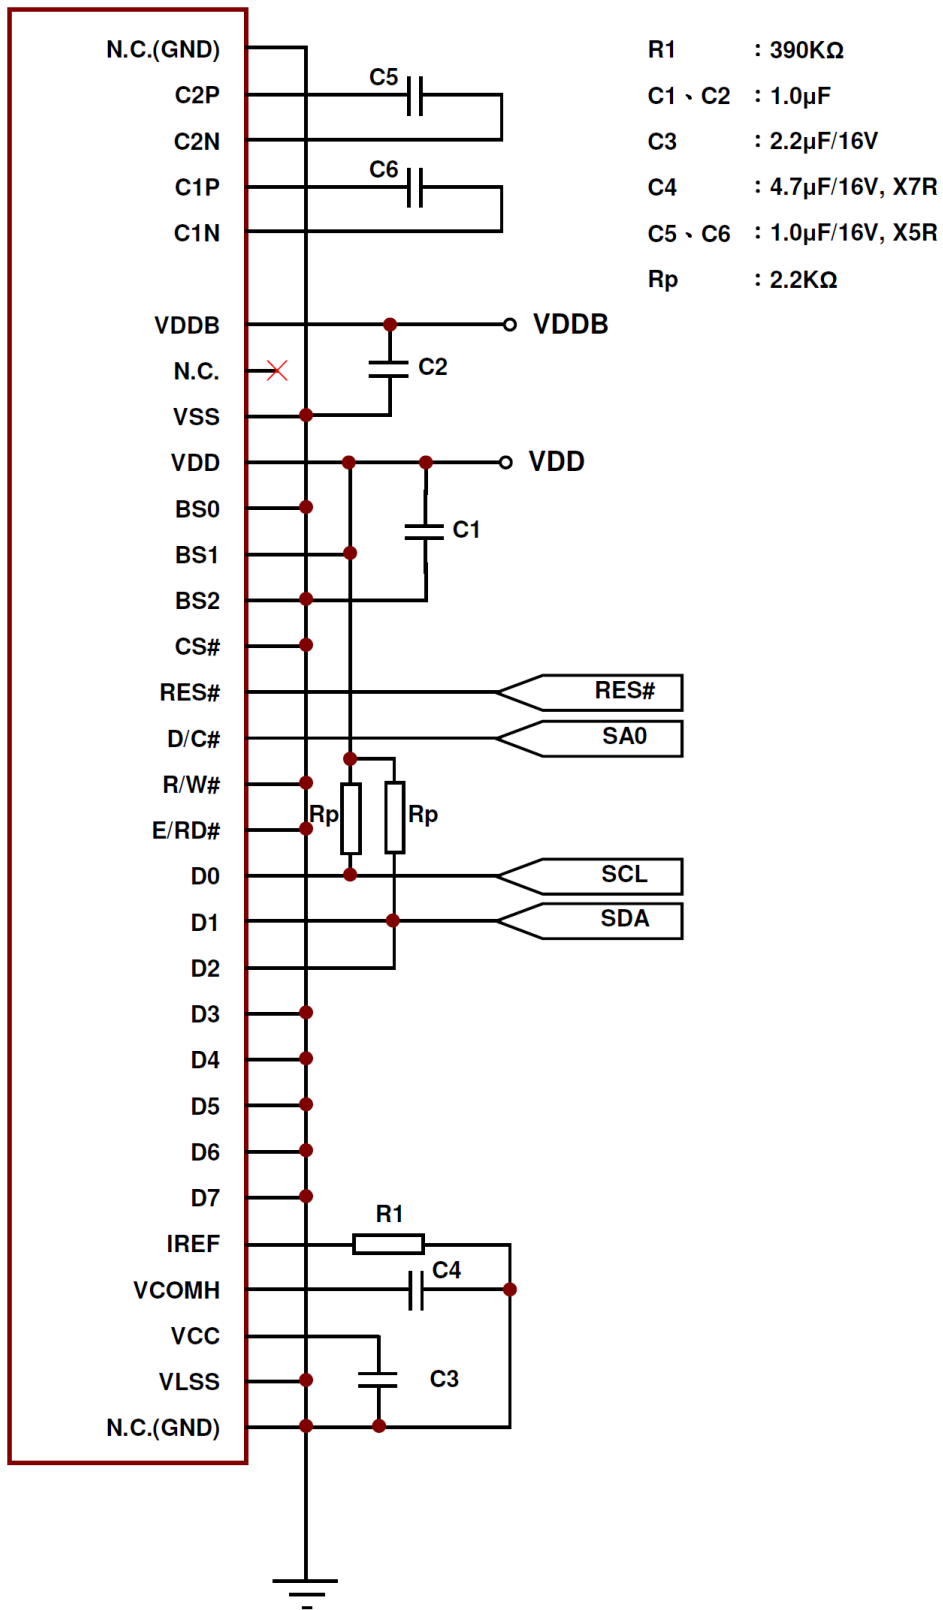 N.C.(GND)
C2P
C2N
C1P
C1N
VDDB
N.C.
VSS
VDD
BS0
BS1
BS2
CS#
RES#
D/C#
R/W#
E/RD#
D0
D1
D2
D3
D4
D5
D6
D7
IREF
VCOMH
VCC
VLSS
N.C.(GND)
C5
C6
VDDB
C2
VDD
C1
RES#
SA0
Rp
Rp
SCL
SDA
R1
C4
C3
R1 : 390KΩ
C1、C2 : 1.0µF
C3 : 2.2µF/16V
C4 : 4.7µF/16V, X7R
C5、C6 : 1.0µF/16V, X5R
Rp : 2.2KΩ